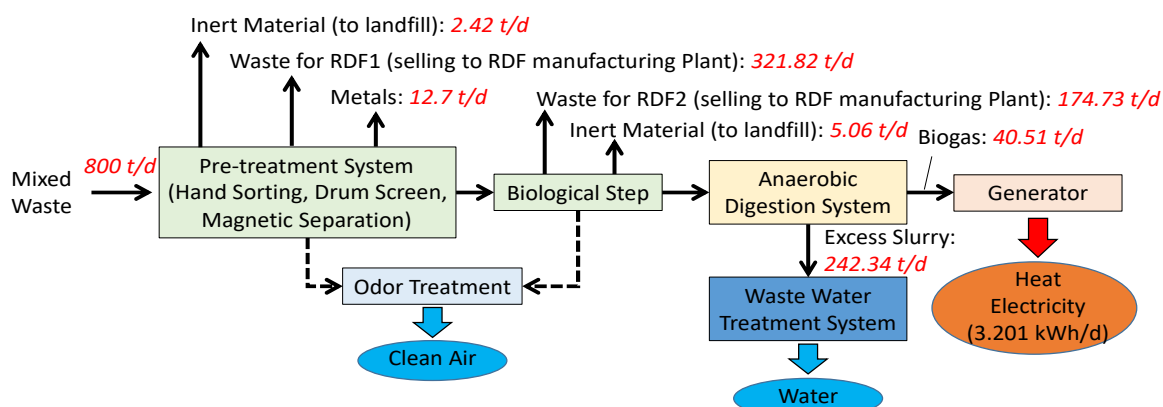 Inert Material (to landfill): 2.42 t/d
Waste for RDF1 (selling to RDF manufacturing Plant): 321.82 t/d
Metals: 12.7 t/d
Waste for RDF2 (selling to RDF manufacturing Plant): 174.73 t/d
Inert Material (to landfill): 5.06 t/d
Biogas: 40.51 t/d
Mixed
Waste
800 t/d
Pre-treatment System
(Hand Sorting, Drum Screen,
Magnetic Separation)
Biological Step
Anaerobic
Digestion System
Generator
Excess Slurry:
242.34 t/d
Odor Treatment
Clean Air
Waste Water
Treatment System
Water
Heat
Electricity
(3.201 kWh/d)